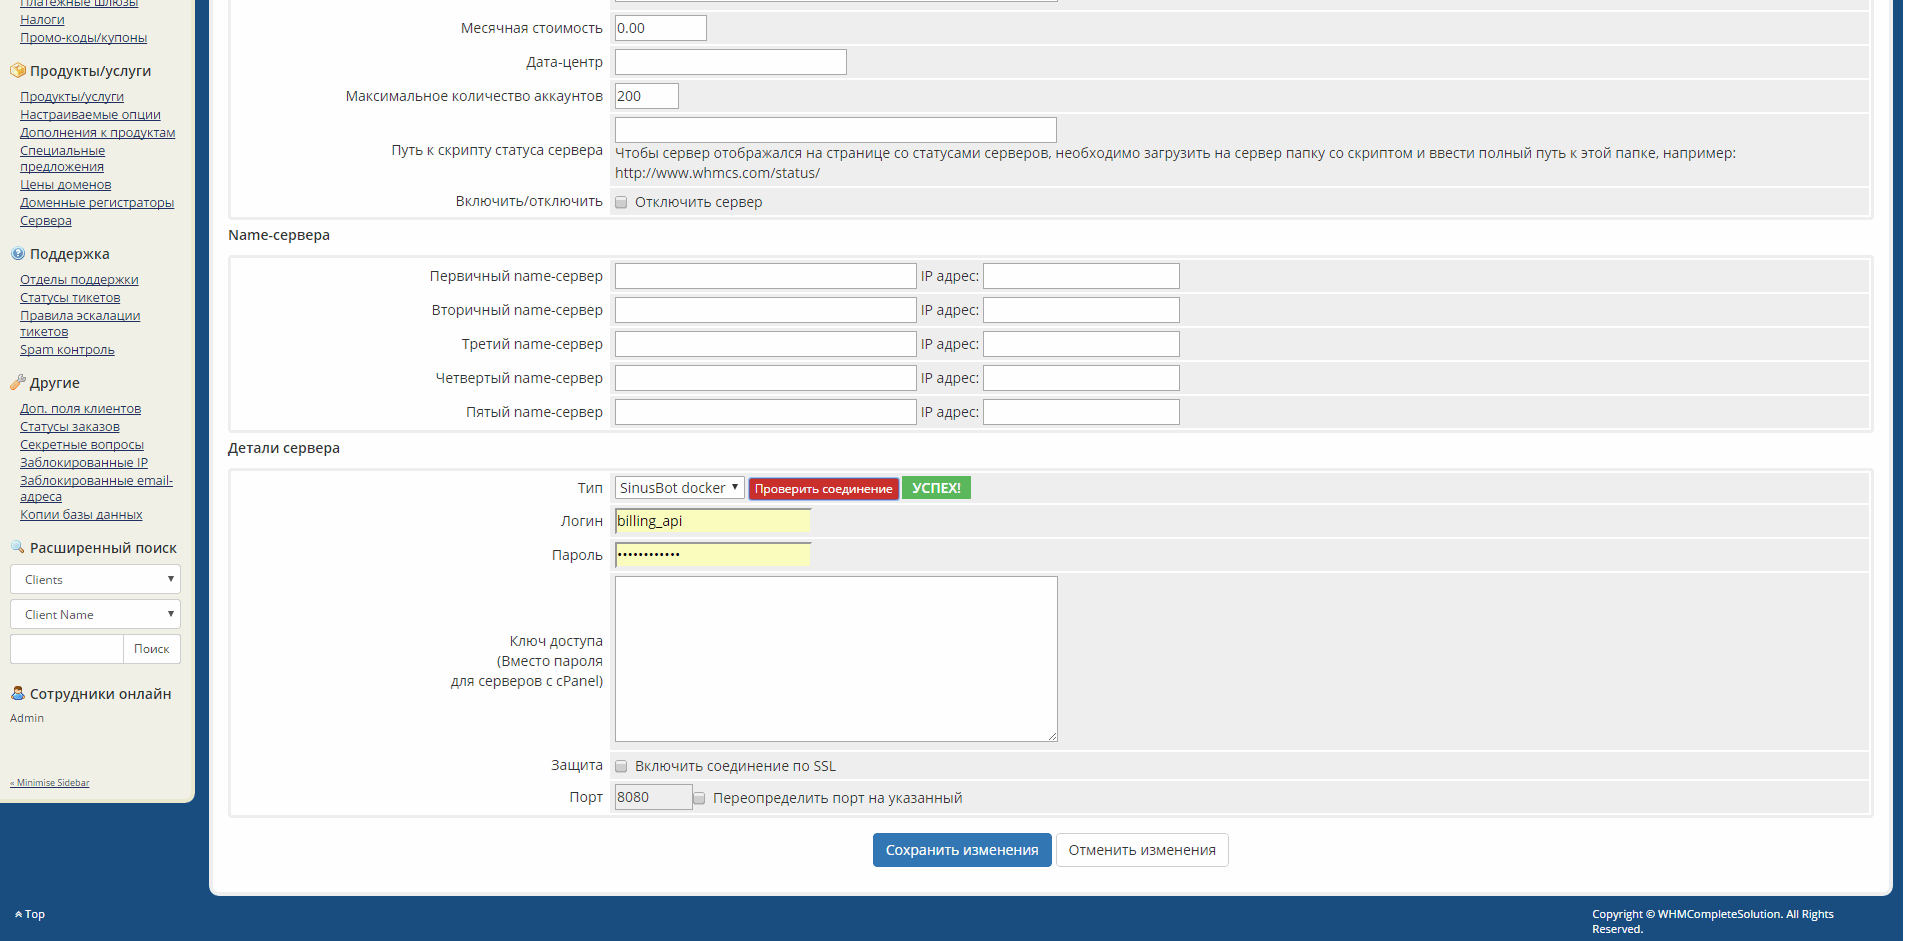 Платежные шлюзы
Налоги
Промо-коды/купоны
Продукты/услуги
Продукты/услуги
Настраиваемые опции
Дополнения к продуктам
Специальные
предложения
Цены доменов
Доменные регистраторы
Сервера
Поддержка
Отделы поддержки
Статусы тикетов
Правила эскалации
тикетов
Spam контроль
Другие
Доп. поля клиентов
Статусы заказов
Секретные вопросы
Заблокированные IP
Заблокированные email-
адреса
Копии базы данных
Расширенный поиск
Clients
Client Name
Поиск
Сотрудники онлайн
Admin
« Minimise Sidebar
Месячная стоимость 0.00
Дата-центр
Максимальное количество аккаунтов 200
Путь к скрипту статуса сервера
Чтобы сервер отображался на странице со статусами серверов, необходимо загрузить на сервер папку со скриптом и ввести полный путь к этой папке, например:
http://www.whmcs.com/status/
Включить/отключить Отключить сервер
Name-сервера
Первичный name-сервер IP адрес:
Вторичный name-сервер IP адрес:
Третий name-сервер IP адрес:
Четвертый name-сервер IP адрес:
Пятый name-сервер IP адрес:
Детали сервера
Тип SinusBot docker Проверить соединение УСПЕХ!
Логин billing_api
Пароль ••••••••••••
Ключ доступа
(Вместо пароля
для серверов с cPanel)
Защита Включить соединение по SSL
Порт 8080 Переопределить порт на указанный
Сохранить изменения Отменить изменения
Top
Copyright © WHMCompleteSolution. All Rights
Reserved.